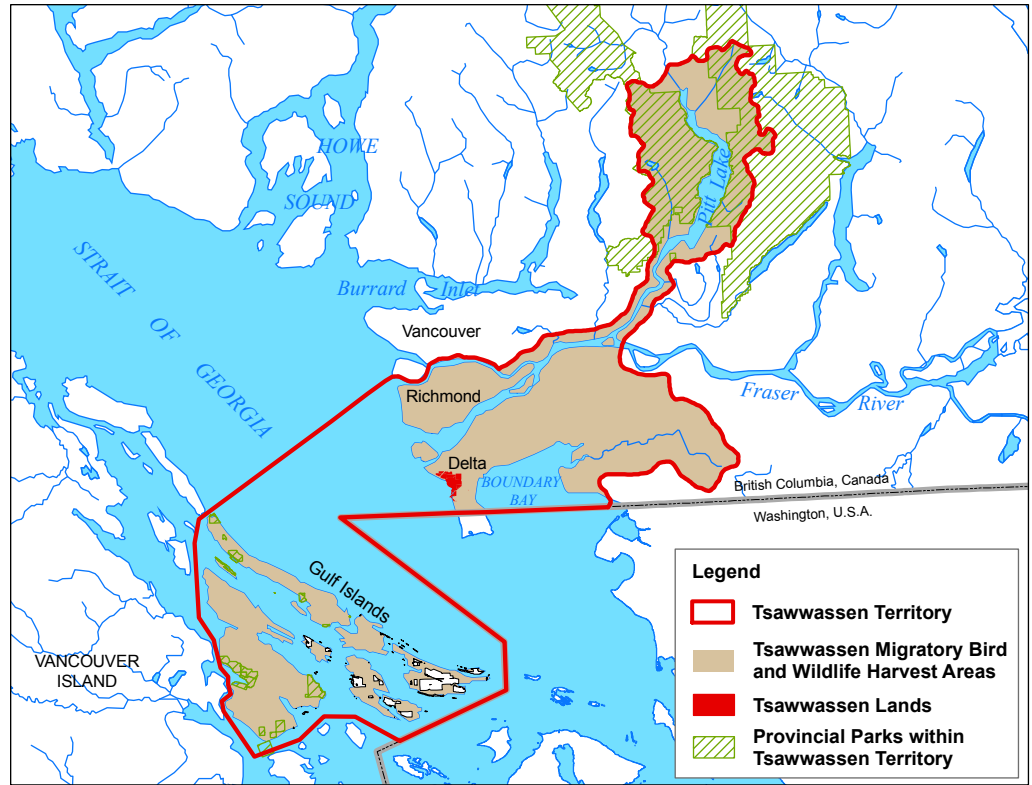 HOWE
SOUND
Pitt Lake
STRAIT
OF
GEORGIA
Burrard Inlet
Vancouver
Richmond
Fraser
River
Delta
BOUNDARY
BAY
British Columbia, Canada
Washington, U.S.A.
Gulf Islands
VANCOUVER
ISLAND
Legend
Tsawwassen Territory
Tsawwassen Migratory Bird
and Wildlife Harvest Areas
Tsawwassen Lands
Provincial Parks within
Tsawwassen Territory